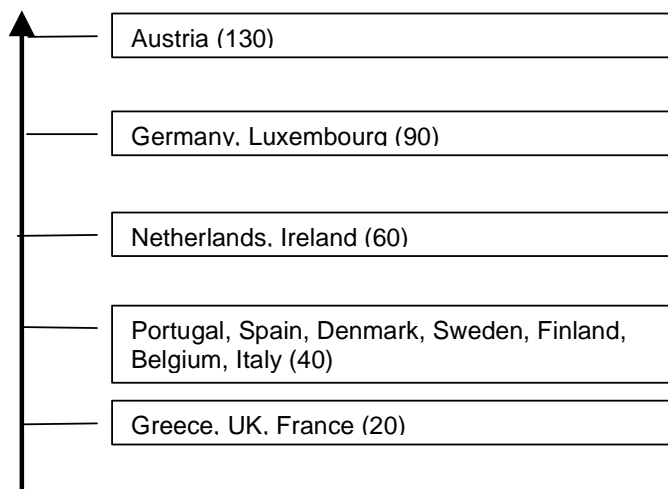 Austria (130)
Germany, Luxembourg (90)
Netherlands, Ireland (60)
Portugal, Spain, Denmark, Sweden, Finland,
Belgium, Italy (40)
Greece, UK, France (20)